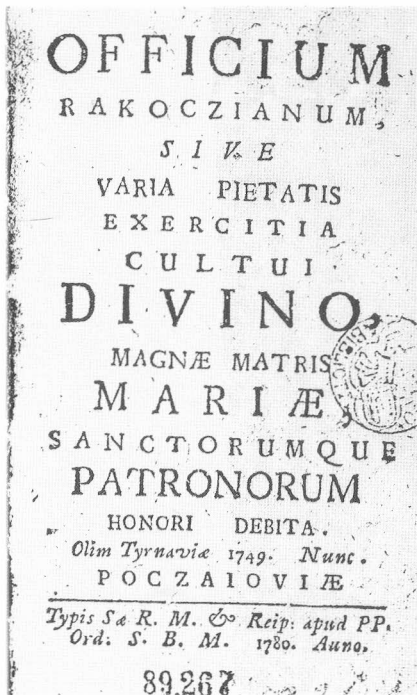 OFFICIUM
RAKOCZIANUM,
SIVE
VARIA PIETATIS
EXERCITIA
CULTUI
DIVINO,
MAGNÆ MATRIS
MARIÆ,
SANCTORUMQUE
PATRONORUM
HONORI DEBITA.
Olim Tyrnaviæ 1749. Nunc.
POCZAIOVIÆ
Typis Sæ R. M. & Reip: apud PP.
Ord: S. B. M. 1780. Anno.